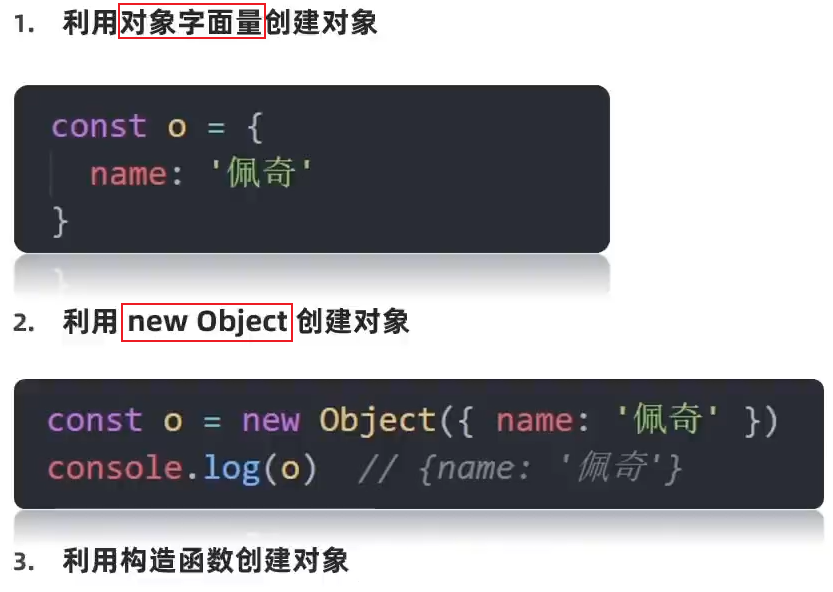 1. 利用对象字面量创建对象
const o = {
name: '佩奇'
}
2. 利用 new Object 创建对象
const o = new Object({ name: '佩奇' })
console.log(o) // {name: '佩奇'}
3. 利用构造函数创建对象